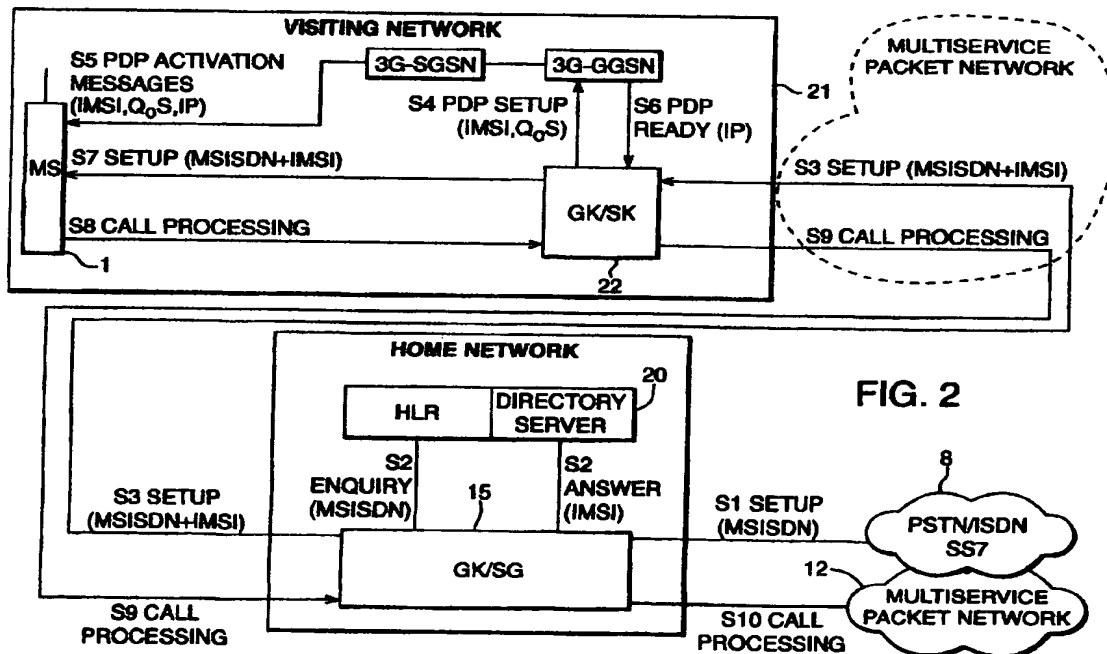 VISITING NETWORK
S5 PDP ACTIVATION
MESSAGES
(IMSI,QoS,IP)
3G-SGSN
3G-GGSN
S4 PDP SETUP
(IMSI,QoS)
S6 PDP
READY (IP)
21
MULTISERVICE
PACKET NETWORK
MS
S7 SETUP (MSISDN+IMSI)
S3 SETUP (MSISDN+IMSI)
GK/SK
S8 CALL PROCESSING
S9 CALL PROCESSING
1
22
HOME NETWORK
HLR
DIRECTORY
SERVER
20
FIG. 2
S2
ENQUIRY
(MSISDN)
15
S2
ANSWER
(IMSI)
S3 SETUP
(MSISDN+IMSI)
S1 SETUP
(MSISDN)
8
PSTN/ISDN
SS7
GK/SG
12
MULTISERVICE
PACKET NETWORK
S9 CALL
PROCESSING
S10 CALL
PROCESSING